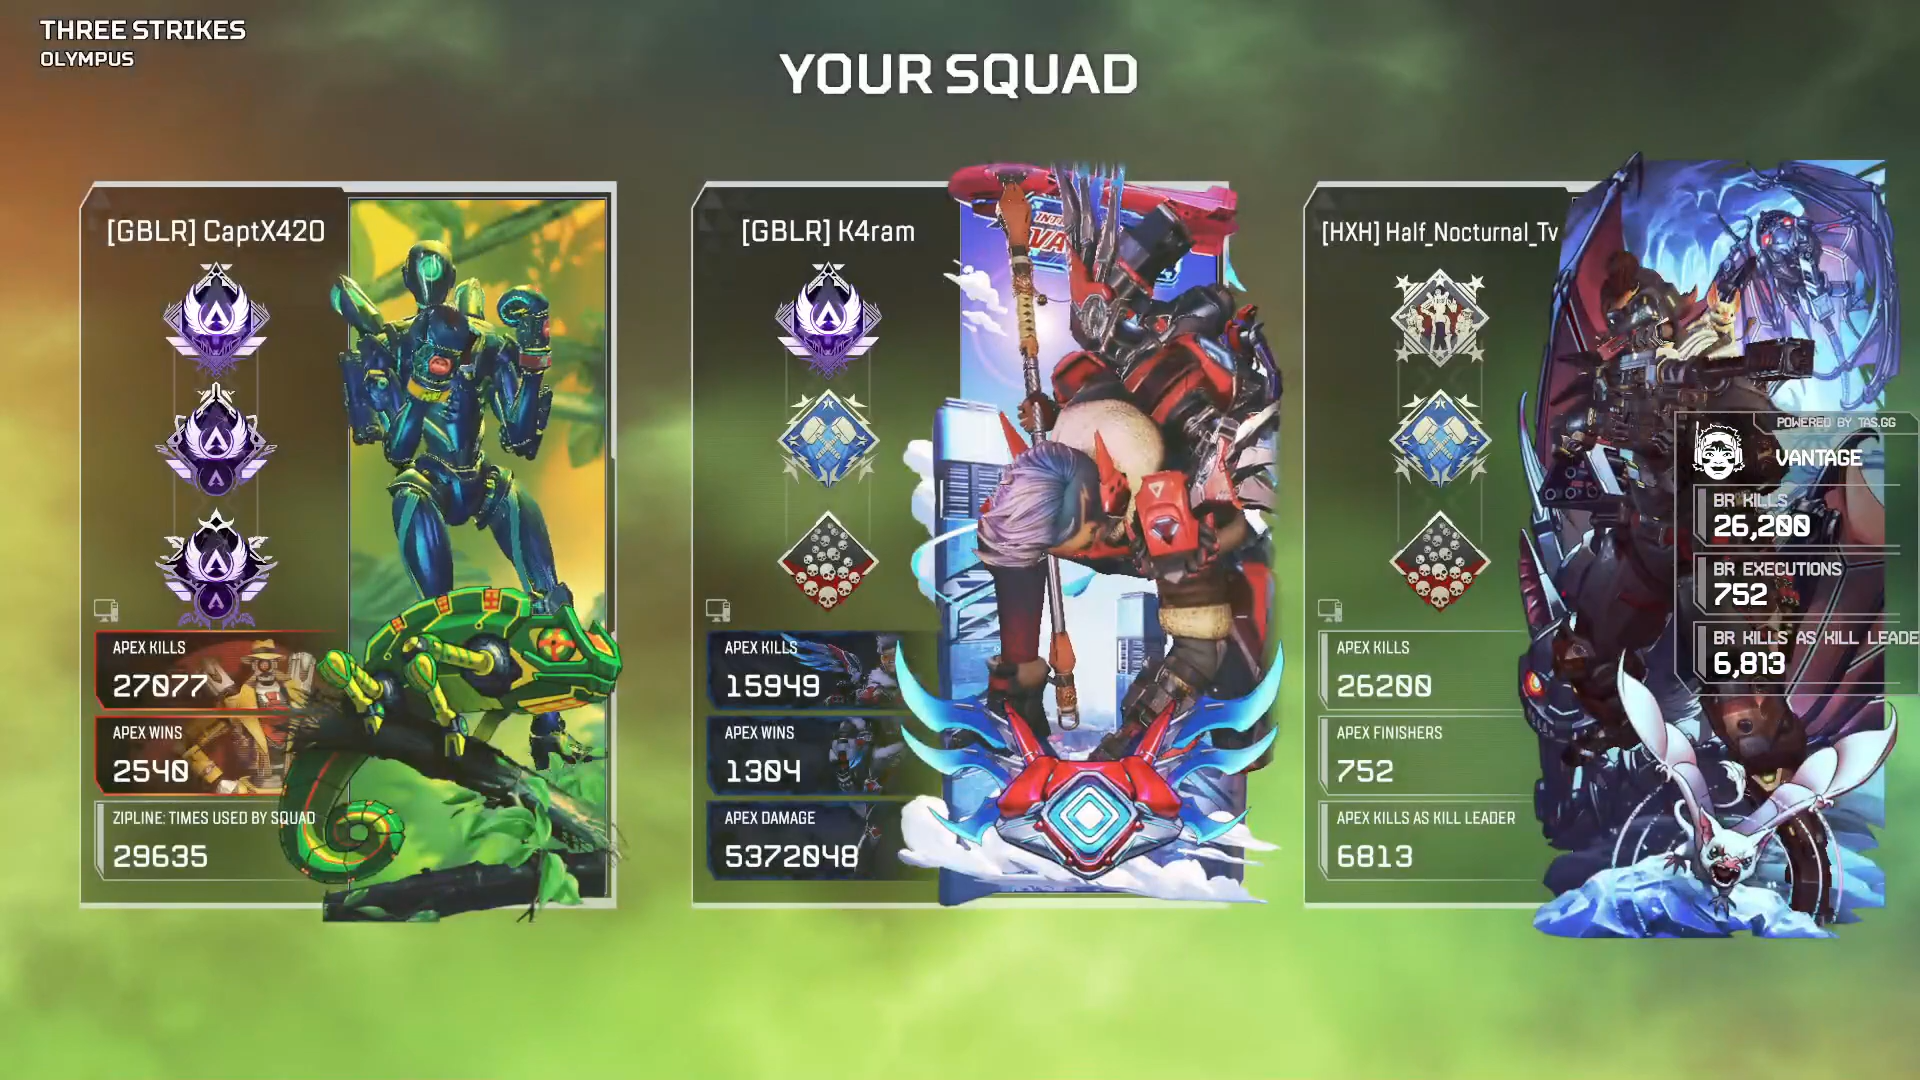 THREE STRIKES
OLYMPUS
YOUR SQUAD
[GBLR] CaptX420
APEX KILLS
27077
APEX WINS
2540
ZIPLINE: TIMES USED BY SQUAD
29635
[GBLR] K4ram
APEX KILLS
15949
APEX WINS
1304
APEX DAMAGE
5372048
[HXH] Half_Nocturnal_Tv
APEX KILLS
26200
APEX FINISHERS
752
APEX KILLS AS KILL LEADER
6813
POWERED BY TAS.GG
VANTAGE
BR KILLS
26,200
BR EXECUTIONS
752
BR KILLS AS KILL LEADE
6,813